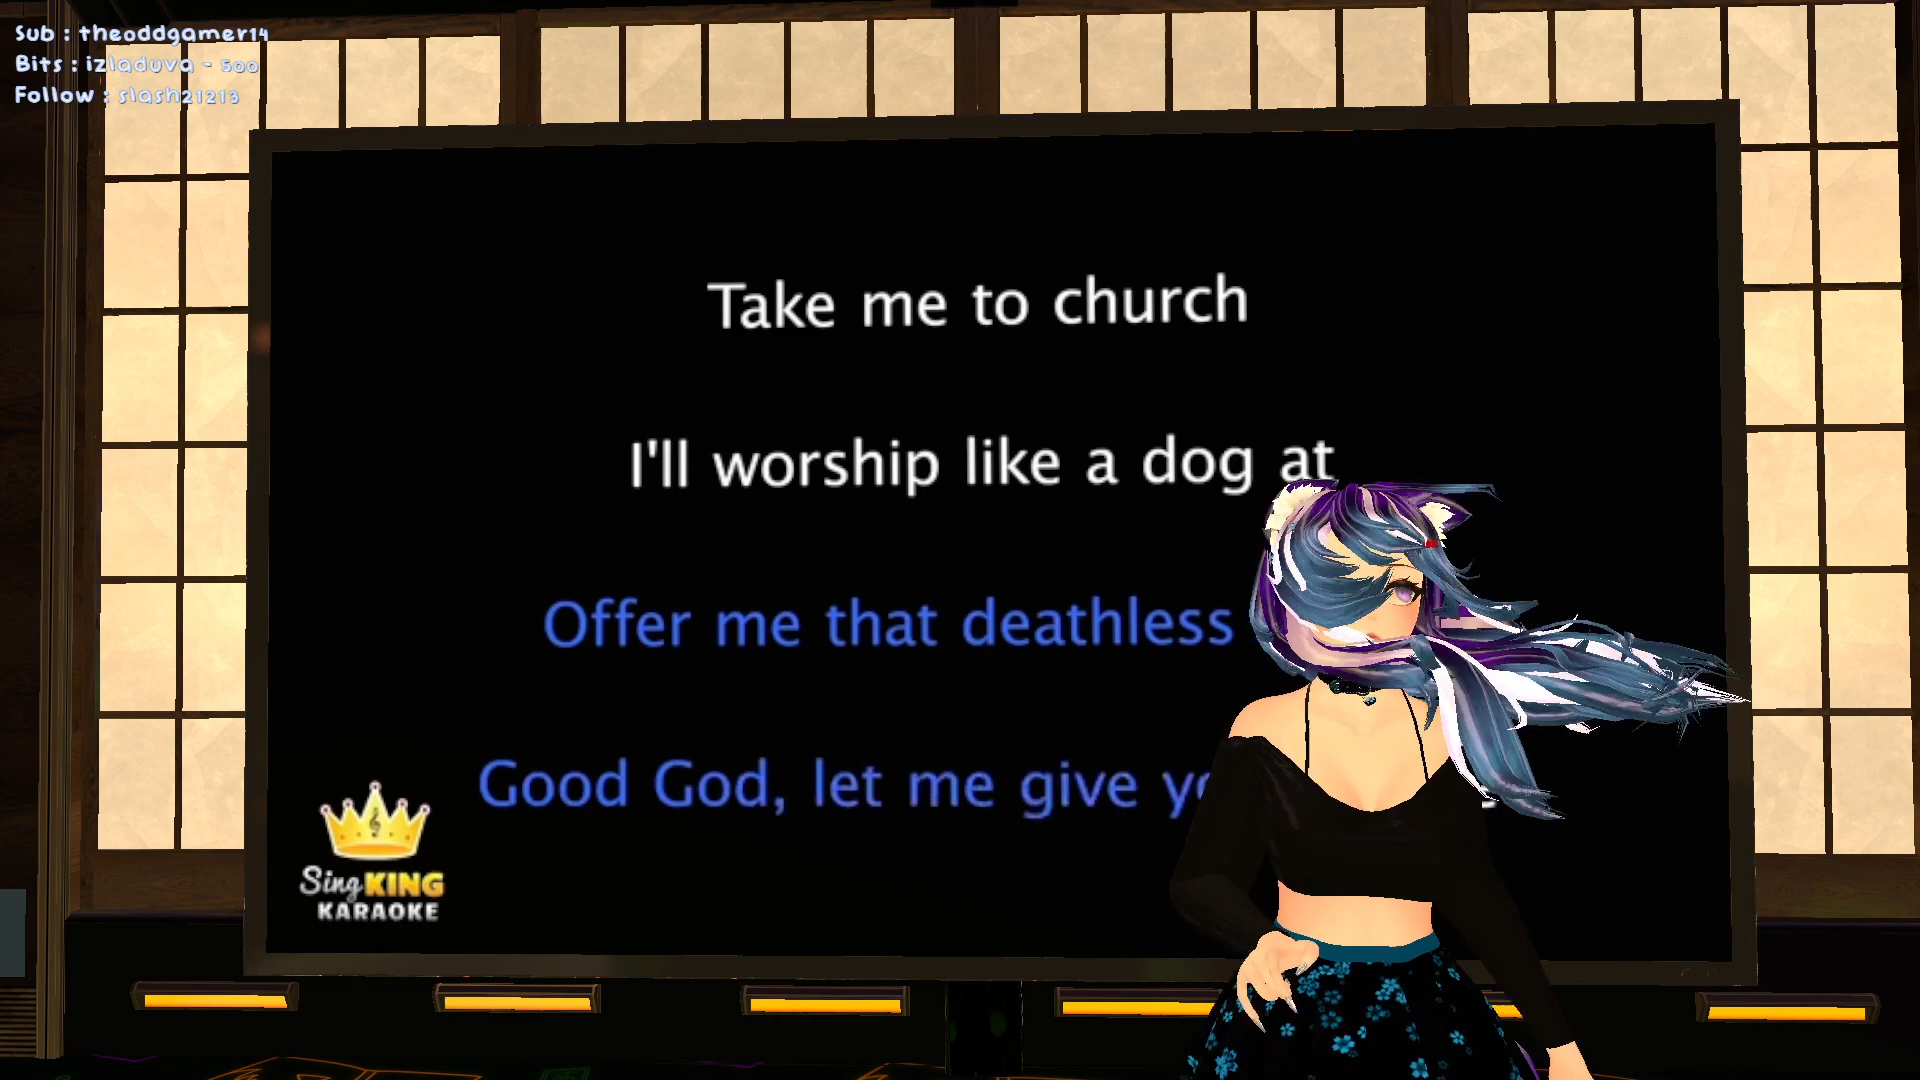 Sub : theoddgamer14
Bits : izladuva - 500
Follow : slash21213
Take me to church
I'll worship like a dog at
Offer me that deathless
Good God, let me give
Sing KING
KARAOKE